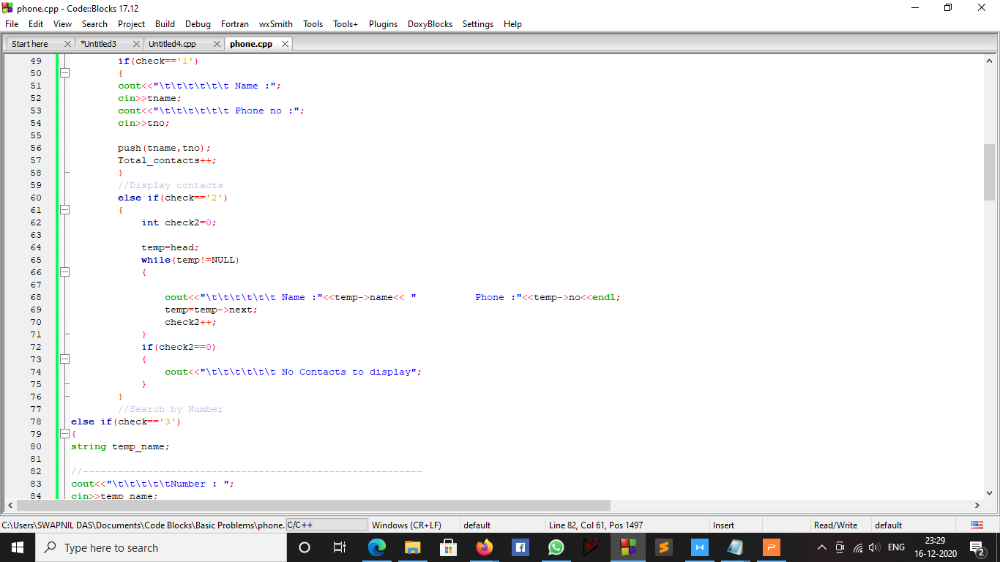 phone.cpp - Code::Blocks 17.12
File Edit View Search Project Build Debug Fortran wxSmith Tools Tools+ Plugins DoxyBlocks Settings Help
Start here *Untitled3 Untitled4.cpp phone.cpp
49 if(check=='1')
50 {
51 cout<<"\t\t\t\t\t\t Name :";
52 cin>>tname;
53 cout<<"\t\t\t\t\t\t Phone no :";
54 cin>>tno;
55
56 push(tname,tno);
57 Total_contacts++;
58 }
59 //Display contacts
60 else if(check=='2')
61 {
62 int check2=0;
63
64 temp=head;
65 while(temp!=NULL)
66 {
67
68 cout<<"\t\t\t\t\t\t Name :"<<temp->name<< "          Phone :"<<temp->no<<endl;
69 temp=temp->next;
70 check2++;
71 }
72 if(check2==0)
73 {
74 cout<<"\t\t\t\t\t\t No Contacts to display";
75 }
76 }
77 //Search by Number
78 else if(check=='3')
79 {
80 string temp_name;
81
82 //----------------------------------------------------------
83 cout<<"\t\t\t\t\tNumber : ";
84 cin>>temp_name;
C:\Users\SWAPNIL DAS\Documents\Code Blocks\Basic Problems\phone. C/C++ Windows (CR+LF) default Line 82, Col 61, Pos 1497 Insert Read/Write default
Type here to search ENG 23:29
16-12-2020 2